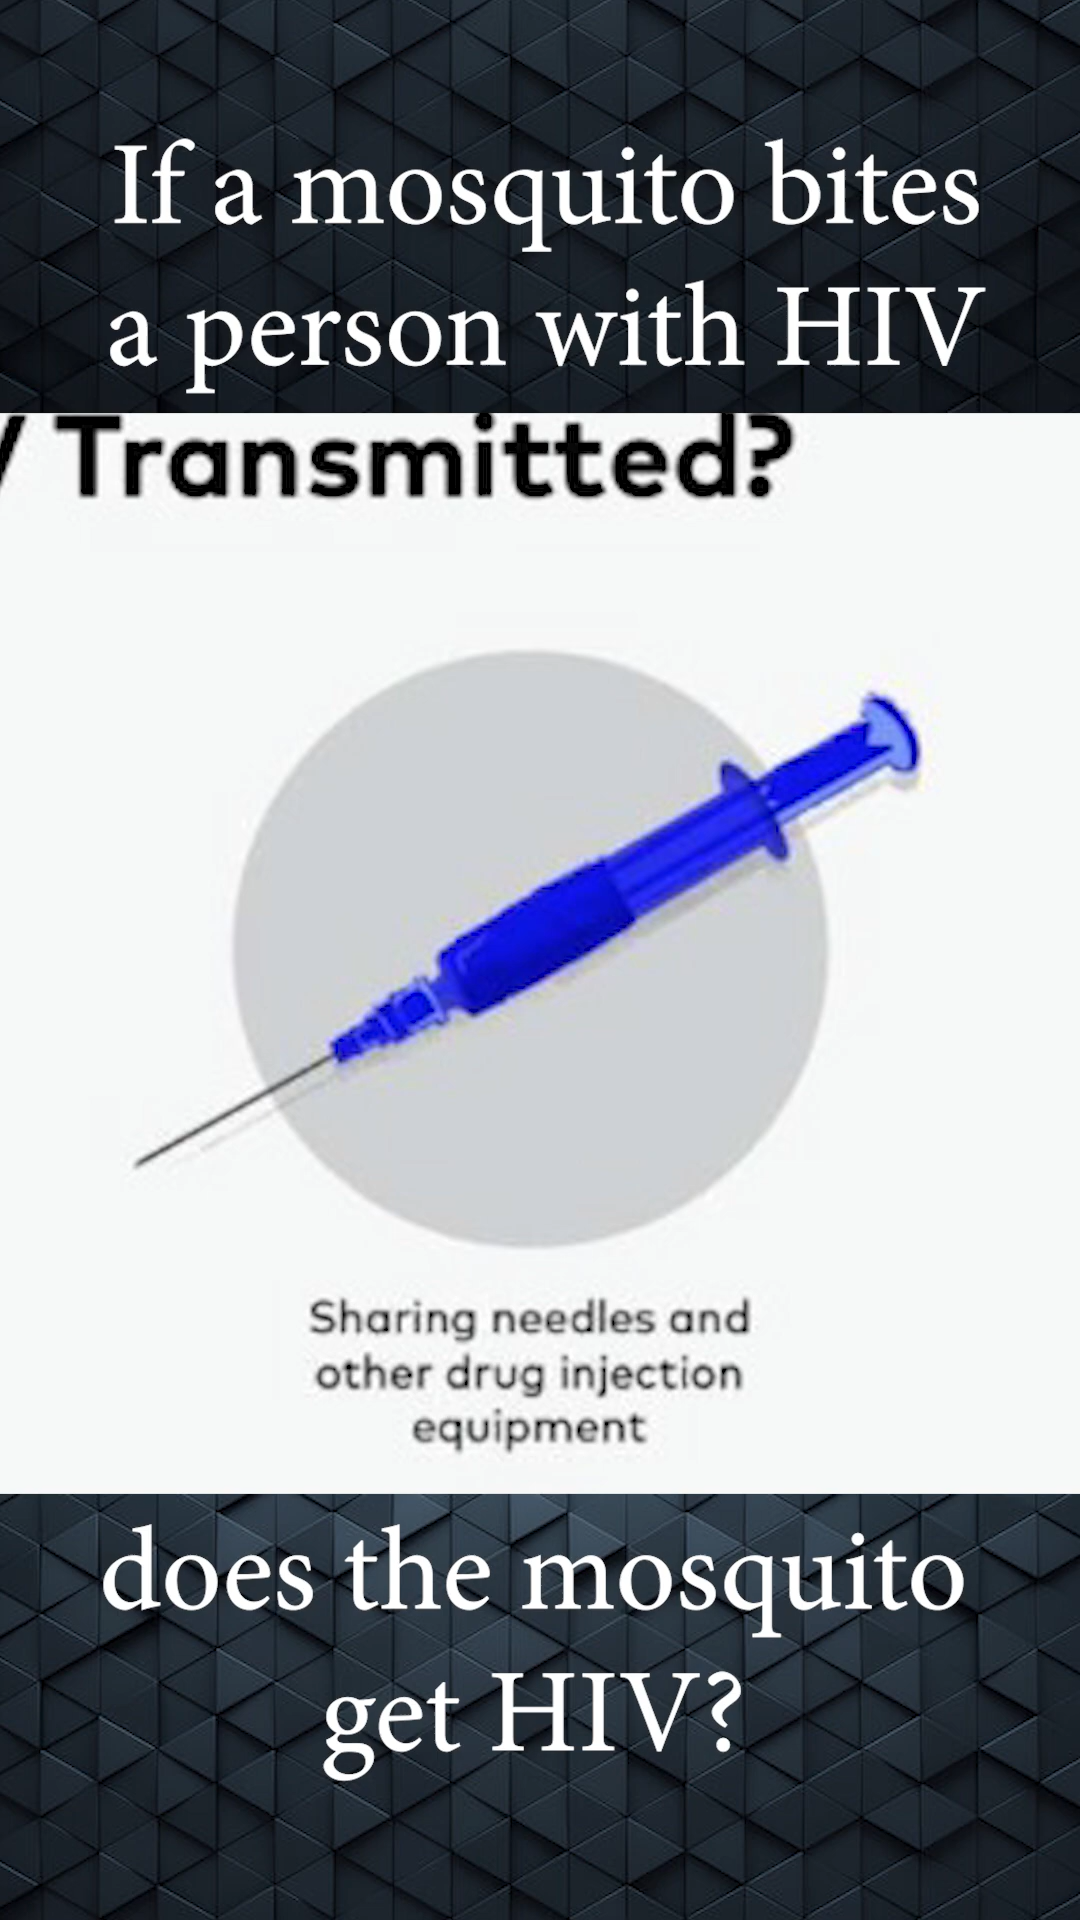 If a mosquito bites
a person with HIV
Transmitted?
Sharing needles and
other drug injection
equipment
does the mosquito
get HIV?